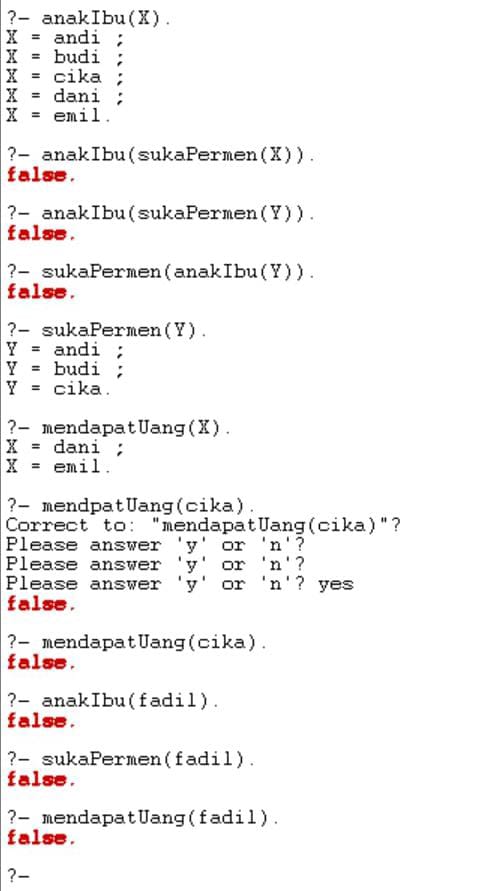 ?- anakIbu(X).
X = andi ;
X = budi ;
X = cika ;
X = dani ;
X = emil.
?- anakIbu(sukaPermen(X)).
false.
?- anakIbu(sukaPermen(Y)).
false.
?- sukaPermen(anakIbu(Y)).
false.
?- sukaPermen(Y).
Y = andi ;
Y = budi ;
Y = cika.
?- mendapatUang(X).
X = dani ;
X = emil.
?- mendpatUang(cika).
Correct to: "mendapatUang(cika)"?
Please answer 'y' or 'n'?
Please answer 'y' or 'n'?
Please answer 'y' or 'n'? yes
false.
?- mendapatUang(cika).
false.
?- anakIbu(fadil).
false.
?- sukaPermen(fadil).
false.
?- mendapatUang(fadil).
false.
?-